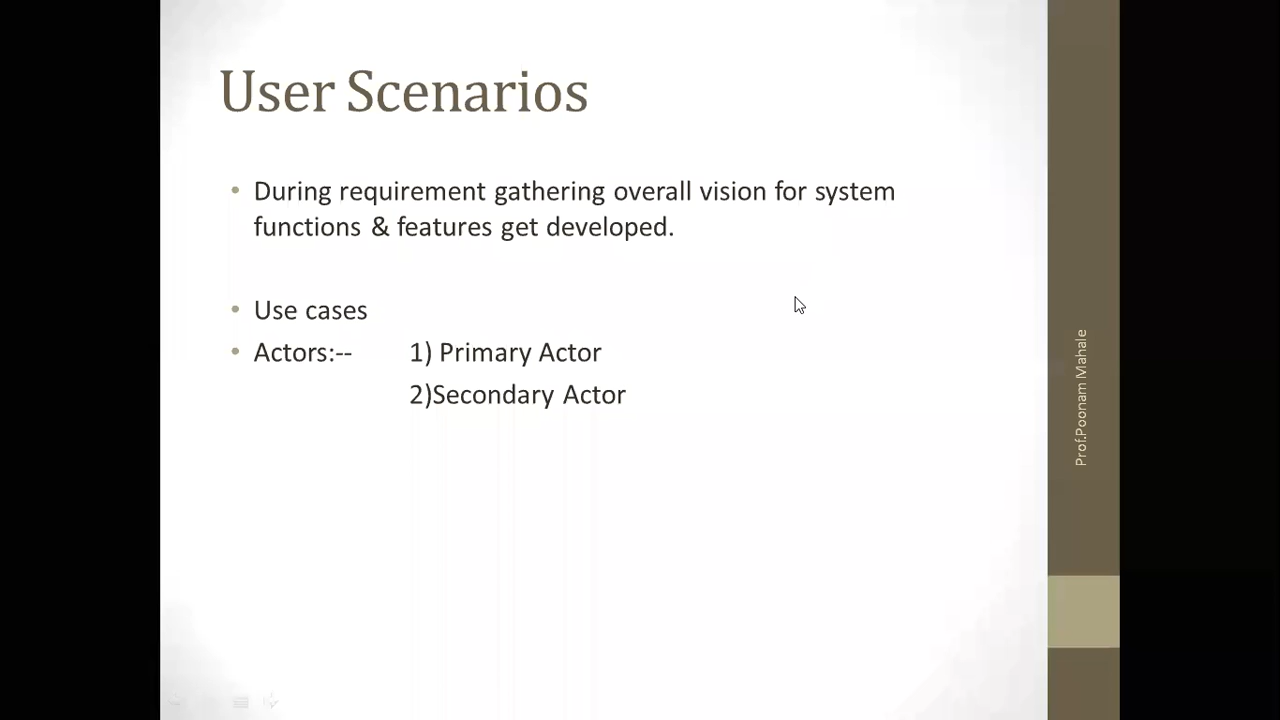 User Scenarios
• During requirement gathering overall vision for system
functions & features get developed.
• Use cases
• Actors:-- 1) Primary Actor
2)Secondary Actor
Prof.Poonam Mahale